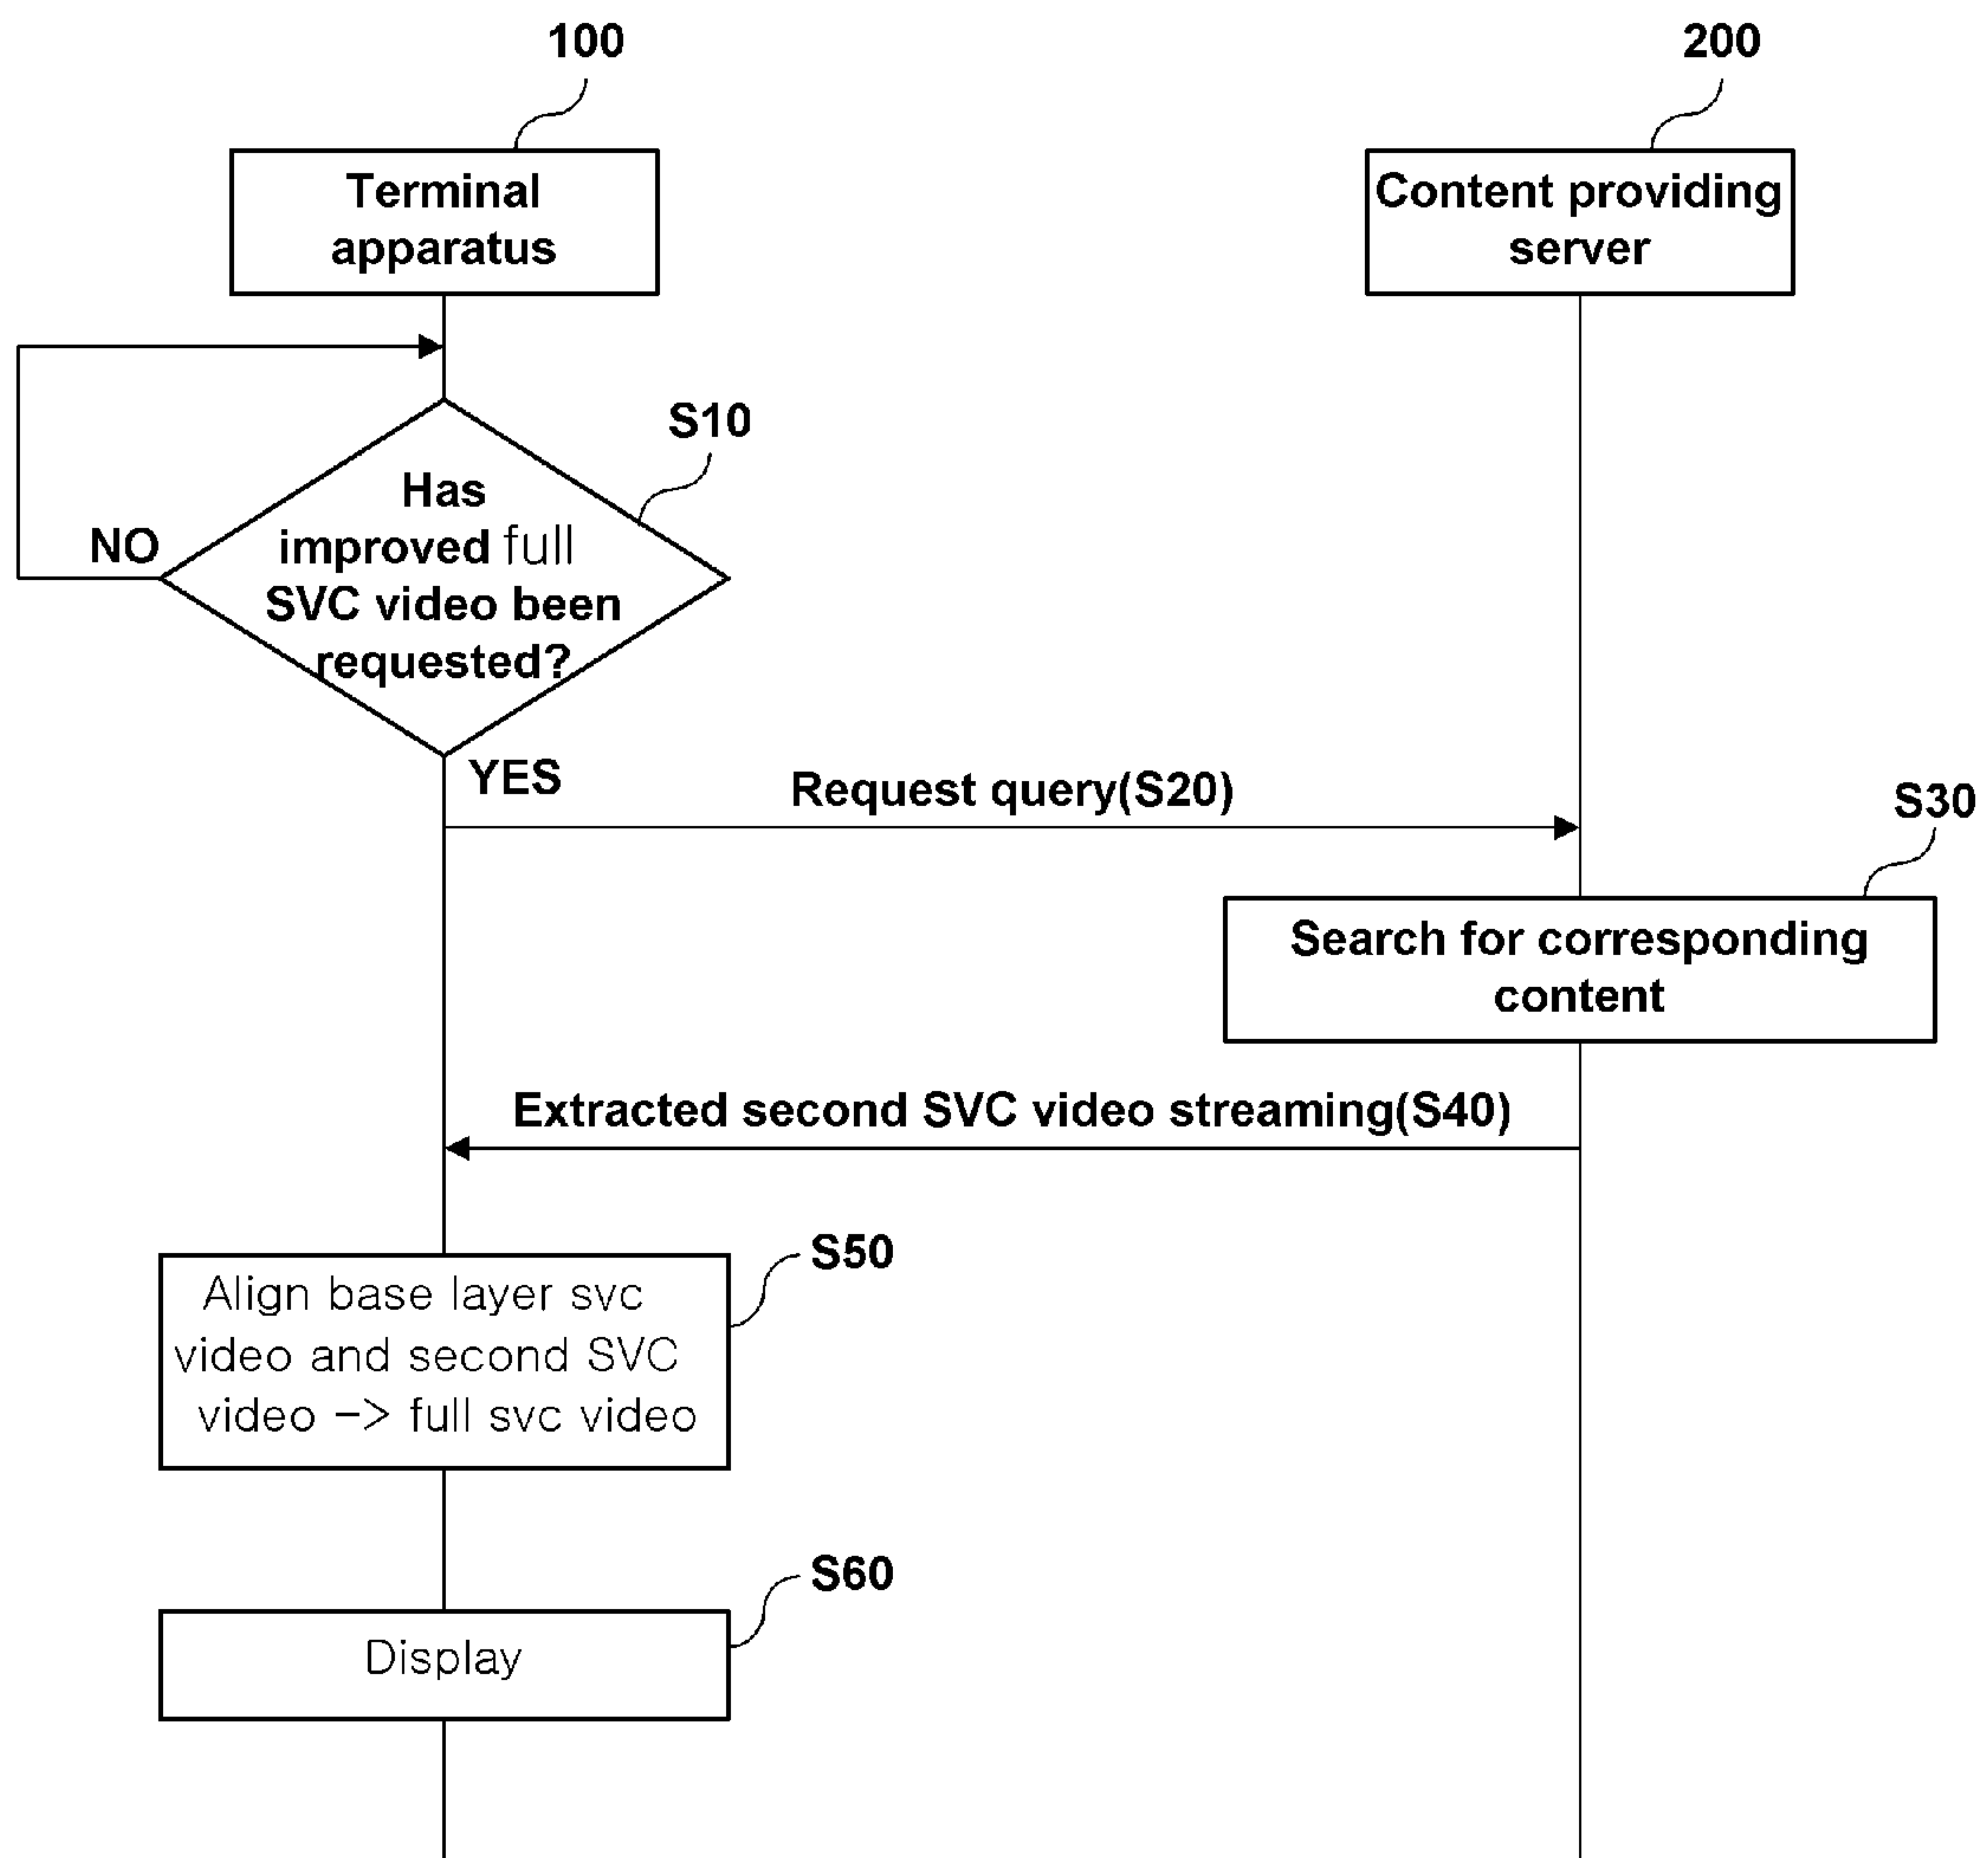 100
200
Terminal
apparatus
Content providing
server
S10
Has
improved full
SVC video been
requested?
NO
YES
Request query(S20)
S30
Search for corresponding
content
Extracted second SVC video streaming(S40)
S50
Align base layer svc
video and second SVC
video -> full svc video
S60
Display